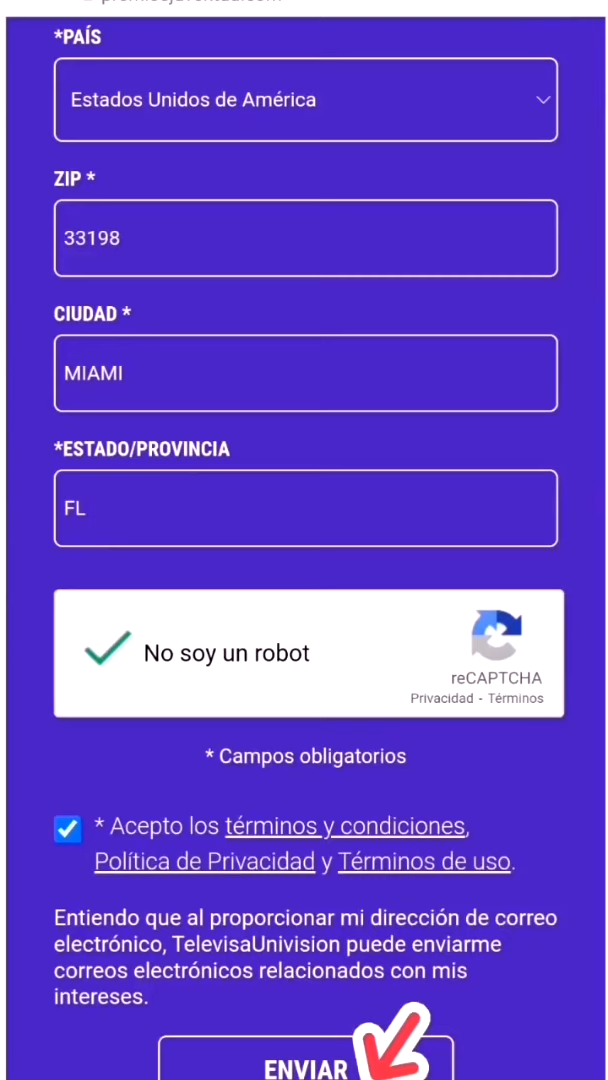 *PAÍS
Estados Unidos de América
ZIP *
33198
CIUDAD *
MIAMI
*ESTADO/PROVINCIA
FL
No soy un robot
reCAPTCHA
Privacidad - Términos
* Campos obligatorios
* Acepto los términos y condiciones,
Política de Privacidad y Términos de uso.
Entiendo que al proporcionar mi dirección de correo
electrónico, TelevisaUnivision puede enviarme
correos electrónicos relacionados con mis
intereses.
ENVIAR